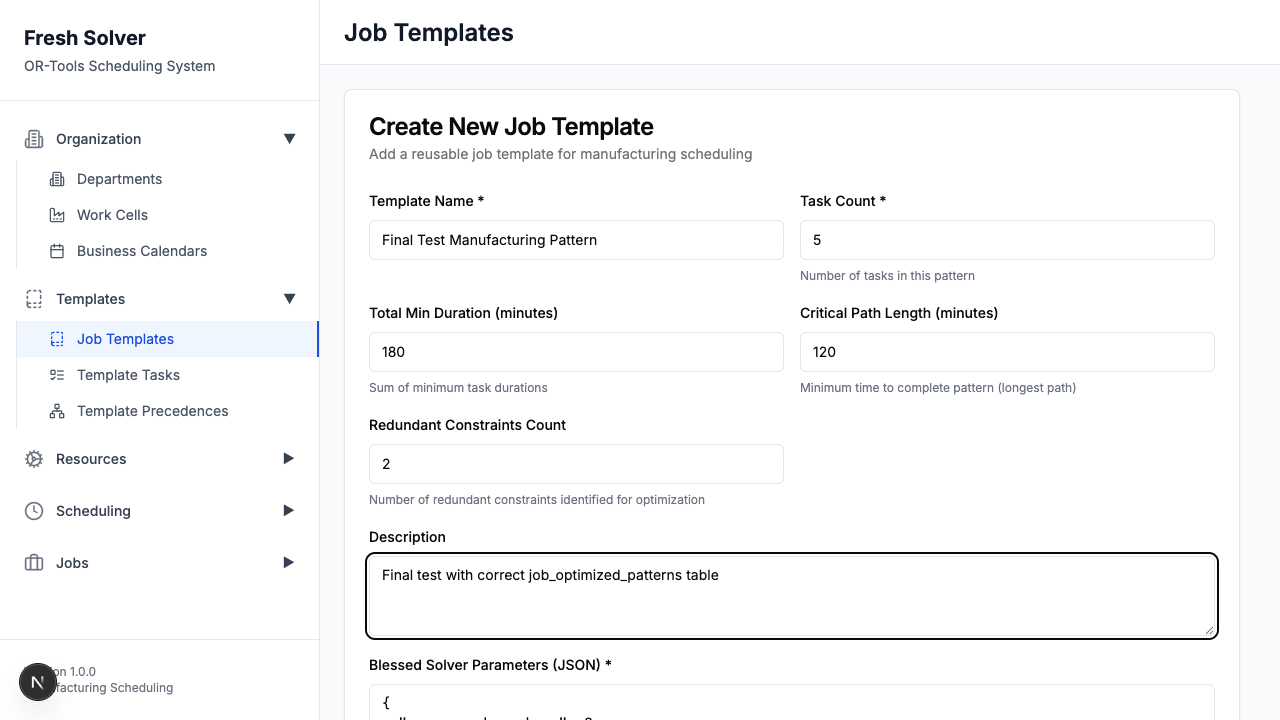 Fresh Solver
OR-Tools Scheduling System
Organization
Departments
Work Cells
Business Calendars
Templates
Job Templates
Template Tasks
Template Precedences
Resources
Scheduling
Jobs
on 1.0.0
facturing Scheduling
N
Job Templates
Create New Job Template
Add a reusable job template for manufacturing scheduling
Template Name *
Final Test Manufacturing Pattern
Task Count *
5
Number of tasks in this pattern
Total Min Duration (minutes)
180
Sum of minimum task durations
Critical Path Length (minutes)
120
Minimum time to complete pattern (longest path)
Redundant Constraints Count
2
Number of redundant constraints identified for optimization
Description
Final test with correct job_optimized_patterns table
Blessed Solver Parameters (JSON) *
{